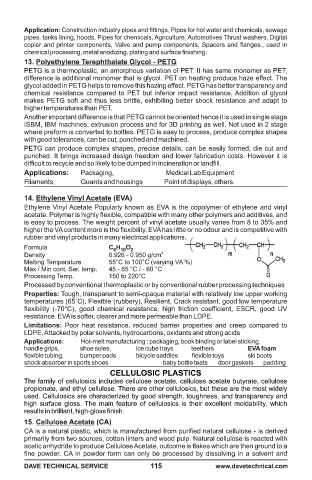 Application: Construction industry pipes and fittings, Pipes for hot water and chemicals, sewage
pipes, tanks lining, hoods, Pipes for chemicals, Agriculture, Automotives Thrust washers, Digital
copier and printer components, Valve and pump components, Spacers and flanges., used in
chemical processing, metal anodizing, plating and surface finishing.
13. Polyethylene Terephthalate Glycol - PETG
PETG is a thermoplastic, an amorphous variation of PET. It has same monomer as PET,
difference is additional monomer that is glycol. PET on heating produce haze effect. The
glycol added in PETG helps to remove this hazing effect. PETG has better transparency and
chemical resistance compared to PET but inferior impact resistance. Addition of glycol
makes PETG soft and thus less brittle, exhibiting better shock resistance and adapt to
higher temperatures than PET.
Another important difference is that PETG cannot be oriented hence it is used in single stage
ISBM, IBM machines, extrusion process and for 3D printing as well. Not used in 2 stage
where preform is converted to bottles. PETG is easy to process, produce complex shapes
with good tolerances, can be cut, punched and machined.
PETG can produce complex shapes, precise details, can be easily formed, die cut and
punched. It brings increased design freedom and lower fabrication costs. However it is
difficult to recycle and so likely to be dumped in incineration or landfill.
Applications: Packaging, Medical Lab Equipment
Filaments, Guards and housings Point of displays, others.
14. Ethylene Vinyl Acetate (EVA)
Ethylene Vinyl Acetate Popularly known as EVA is the copolymer of ethylene and vinyl
acetate. Polymer is highly flexible, compatible with many other polymers and additives, and
is easy to process. The weight percent of vinyl acetate usually varies from 8 to 35% and
higher the VA content more is the flexibility. EVA has little or no odour and is competitive with
rubber and vinyl products in many electrical applications.
Formula C₆H₁₀O₂
CH₂—CH₂ CH₂—CH
m n
Density 0.926 - 0.950 g/cm³
O CH₃
Melting Temperature 55°C to 100°C (varying VA %)
Max / Min cont. Ser. temp. 45 - 65 °C / - 60 °C
O
Processing Temp. 150 to 220°C
Processed by conventional thermoplastic or by conventional rubber processing techniques
Properties: Tough, transparent to semi-opaque material with relatively low upper working
temperatures (65°C), Flexible (rubbery), Resilient, Crack resistant, good low temperature
flexibility (-70°C), good chemical resistance, high friction coefficient, ESCR, good UV
resistance. EVA is softer, clearer and more permeable than LDPE.
Limitations: Poor heat resistance, reduced barrier properties and creep compared to
LDPE, Attacked by polar solvents, hydrocarbons, oxidants and strong acids
Applications: Hot-melt manufacturing ; packaging, book binding or label sticking,
handle grips, shoe soles, ice cube trays teethers EVA foam
flexible tubing, bumper pads bicycle saddles flexible toys ski boots
shock absorber in sports shoes baby bottle beats door gaskets padding
CELLULOSIC PLASTICS
The family of cellulosics includes cellulose acetate, cellulose acetate butyrate, cellulose
propionate, and ethyl cellulose. There are other cellulosics, but these are the most widely
used. Cellulosics are characterized by good strength, toughness, and transparency and
high surface gloss. The main feature of cellulosics is their excellent moldability, which
results in brilliant, high-gloss finish.
15. Cellulose Acetate (CA)
CA is a natural plastic, which is manufactured from purified natural cellulose - is derived
primarily from two sources, cotton linters and wood pulp. Natural cellulose is reacted with
acetic anhydride to produce Cellulose Acetate, outcome is flakes which are then ground to a
fine powder. CA in powder form can only be processed by dissolving in a solvent and
DAVE TECHNICAL SERVICE 115 www.davetechnical.com